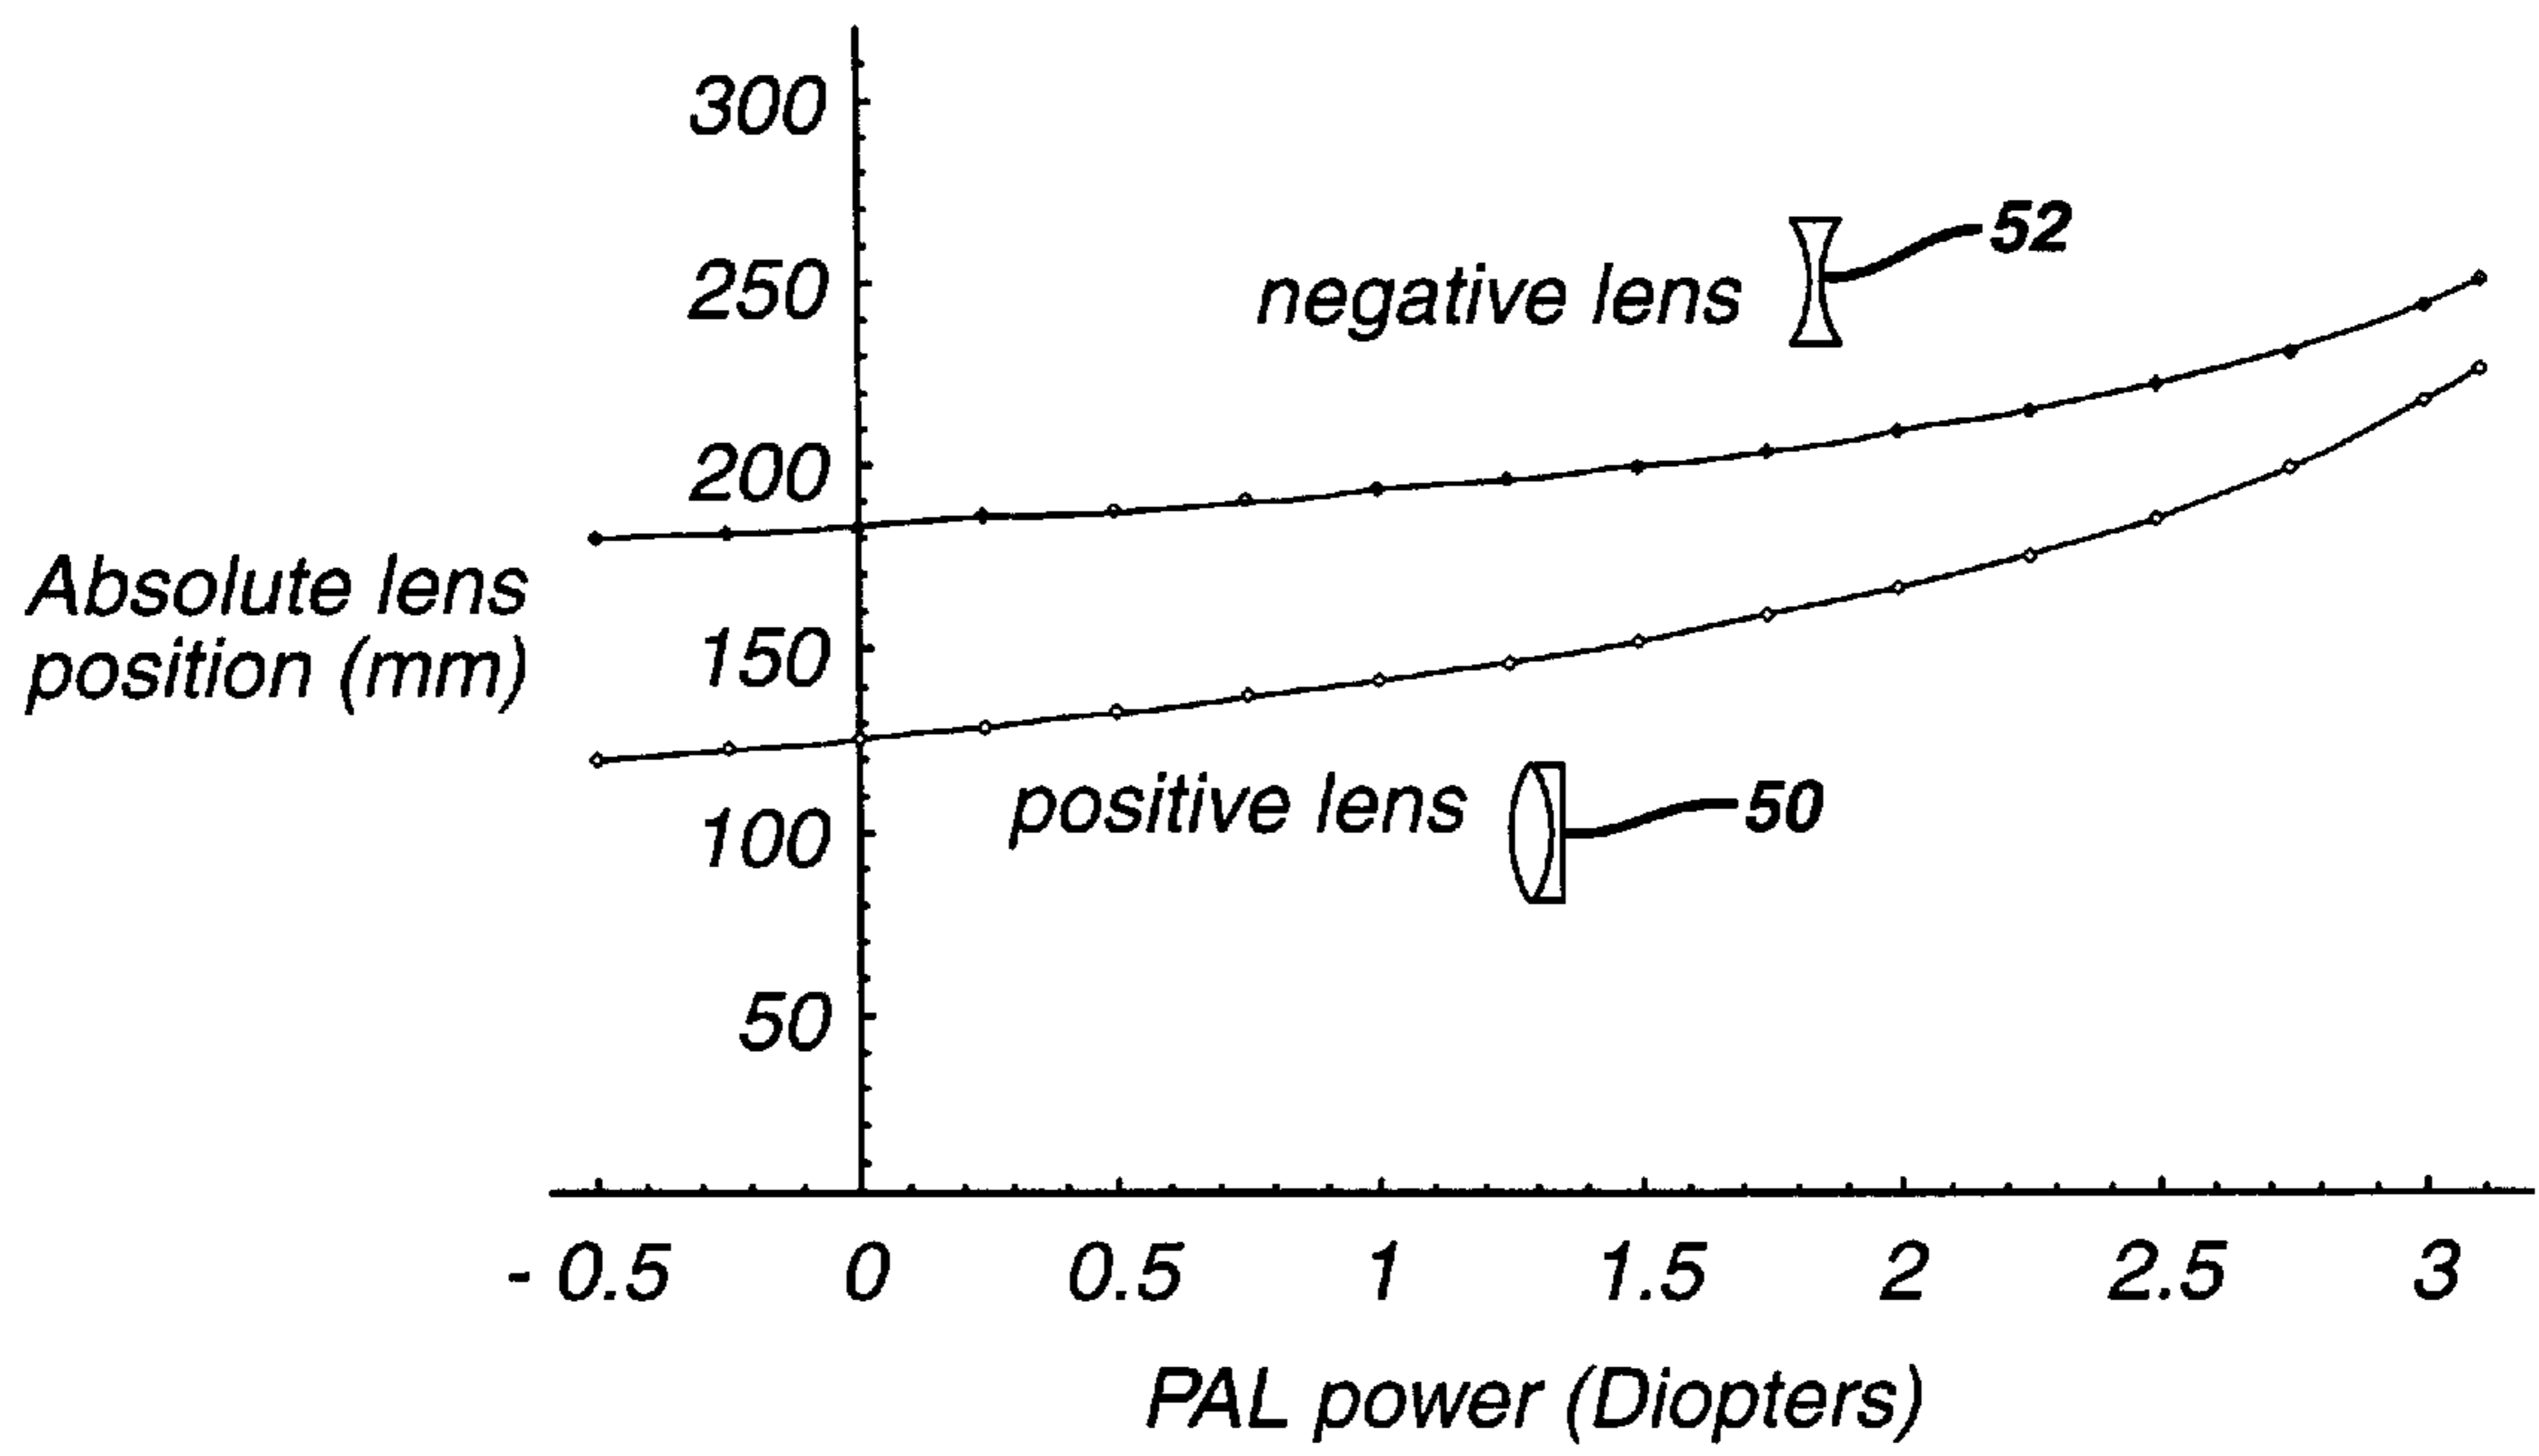 300
52
250
negative lens
200
Absolute lens
position (mm)
150
positive lens
50
100
50
- 0.5 0 0.5 1 1.5 2 2.5 3
PAL power (Diopters)